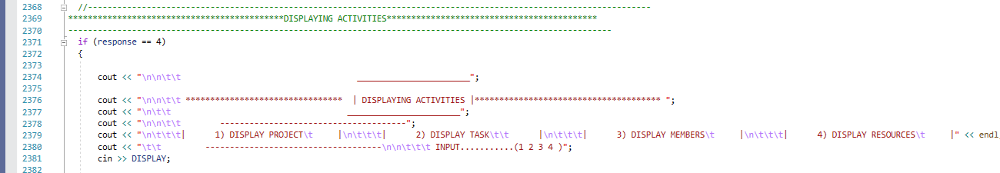 2368 //-------------------------------------------------------------------------------------------------------------------
2369 ********************************************DISPLAYING ACTIVITIES*******************************************
2370 ---------------------------------------------------------------------------------------------------------------
2371 if (response == 4)
2372 {
2373
2374 cout << "\n\n\t\t                                    _______________________";
2375
2376 cout << "\n\n\t\t ********************************  | DISPLAYING ACTIVITIES |************************************** ";
2377 cout << "\n\t\t                                    _______________________";
2378 cout << "\n\n\t\t        --------------------------------------";
2379 cout << "\n\t\t\t|      1) DISPLAY PROJECT\t     |\n\t\t\t|       2) DISPLAY TASK\t\t      |\n\t\t\t|      3) DISPLAY MEMBERS\t     |\n\t\t\t|      4) DISPLAY RESOURCES\t     |" << endl
2380 cout << "\t\t         ------------------------------------\n\n\t\t\t INPUT...........(1 2 3 4 )";
2381 cin >> DISPLAY;
2382